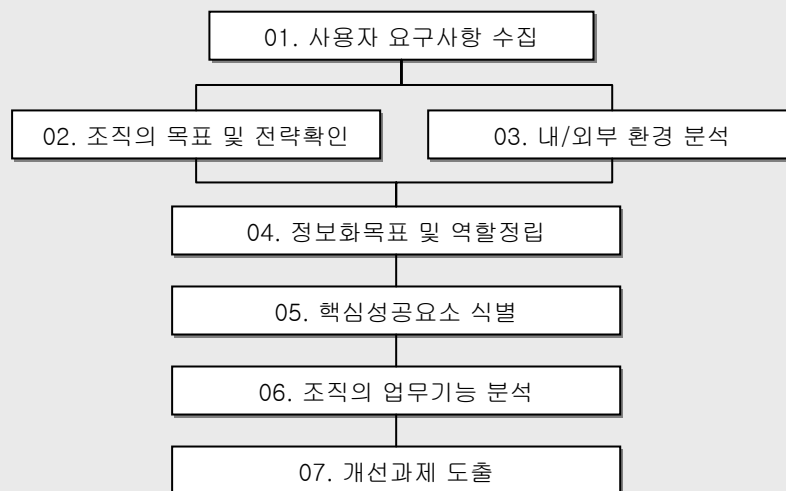 01. 사용자 요구사항 수집
02. 조직의 목표 및 전략확인
03. 내/외부 환경 분석
04. 정보화목표 및 역할정립
05. 핵심성공요소 식별
06. 조직의 업무기능 분석
07. 개선과제 도출